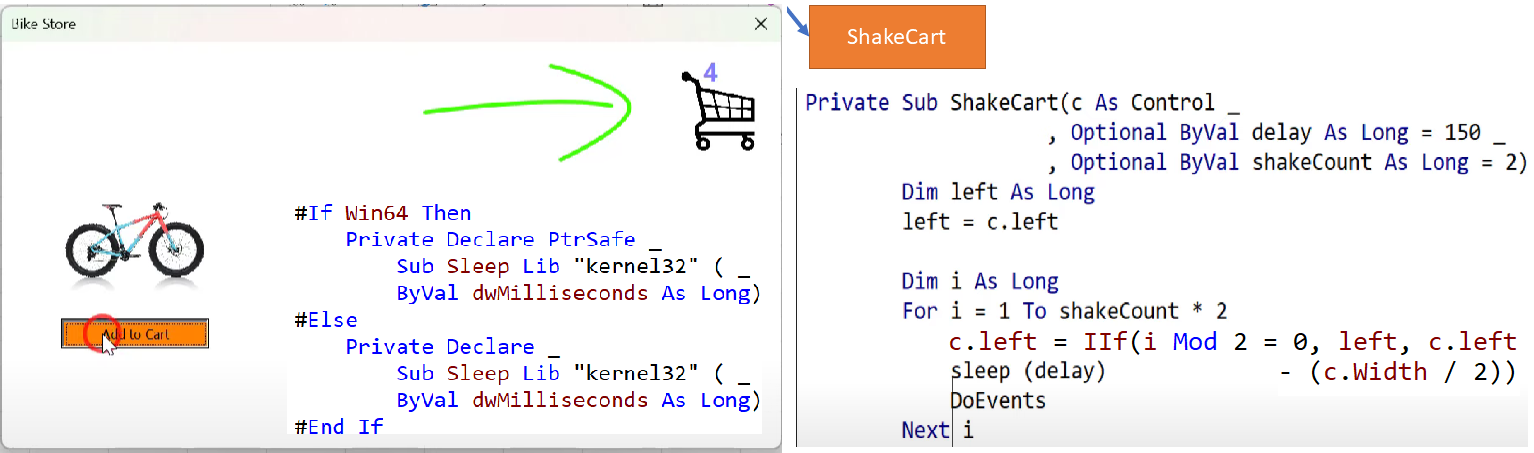 Bike Store
4
Add to Cart
#If Win64 Then
Private Declare PtrSafe _
Sub Sleep Lib "kernel32" ( _
ByVal dwMilliseconds As Long)
#Else
Private Declare _
Sub Sleep Lib "kernel32" ( _
ByVal dwMilliseconds As Long)
#End If
ShakeCart
Private Sub ShakeCart(c As Control _
, Optional ByVal delay As Long = 150 _
, Optional ByVal shakeCount As Long = 2)
Dim left As Long
left = c.left
Dim i As Long
For i = 1 To shakeCount * 2
c.left = IIf(i Mod 2 = 0, left, c.left
sleep (delay) - (c.Width / 2))
DoEvents
Next i